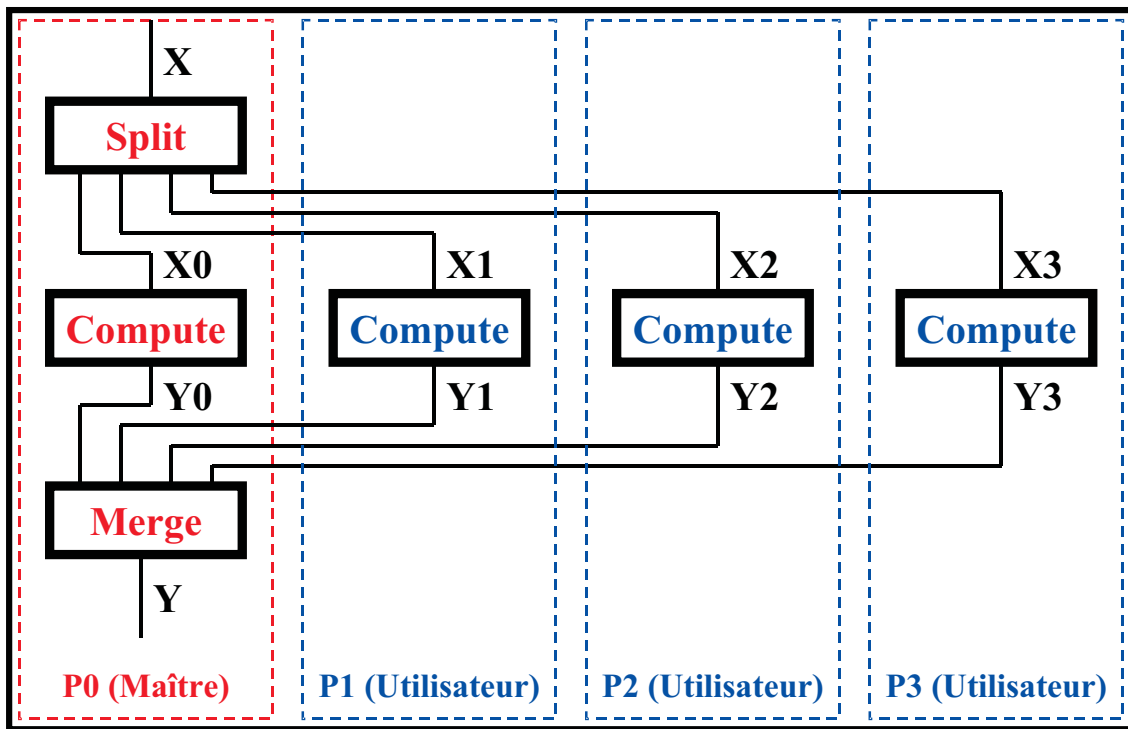 X
Split
X0
X1
X2
X3
Compute
Compute
Compute
Compute
Y0
Y1
Y2
Y3
Merge
Y
P0 (Maître)
P1 (Utilisateur)
P2 (Utilisateur)
P3 (Utilisateur)